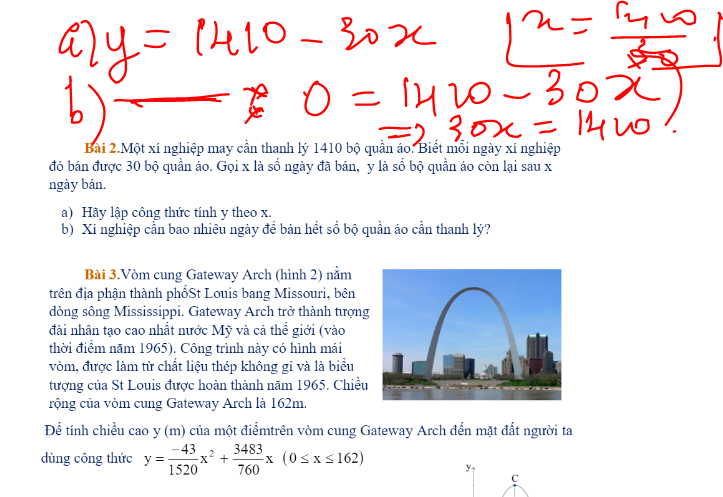 a) y = 1410 - 30x
x = 1410 / 30
b) 0 = 1410 - 30x
=> 30x = 1410.
Bài 2.Một xí nghiệp may cần thanh lý 1410 bộ quần áo. Biết mỗi ngày xí nghiệp
đó bán được 30 bộ quần áo. Gọi x là số ngày đã bán, y là số bộ quần áo còn lại sau x
ngày bán.
a) Hãy lập công thức tính y theo x.
b) Xí nghiệp cần bao nhiêu ngày để bán hết số bộ quần áo cần thanh lý?
Bài 3.Vòm cung Gateway Arch (hình 2) nằm
trên địa phận thành phốSt Louis bang Missouri, bên
dòng sông Mississippi. Gateway Arch trở thành tượng
đài nhân tạo cao nhất nước Mỹ và cả thế giới (vào
thời điểm năm 1965). Công trình này có hình mái
vòm, được làm từ chất liệu thép không gỉ và là biểu
tượng của St Louis được hoàn thành năm 1965. Chiều
rộng của vòm cung Gateway Arch là 162m.
Để tính chiều cao y (m) của một điểmtrên vòm cung Gateway Arch đến mặt đất người ta
dùng công thức y = -43/1520 x² + 3483/760 x (0 ≤ x ≤ 162)
y
C